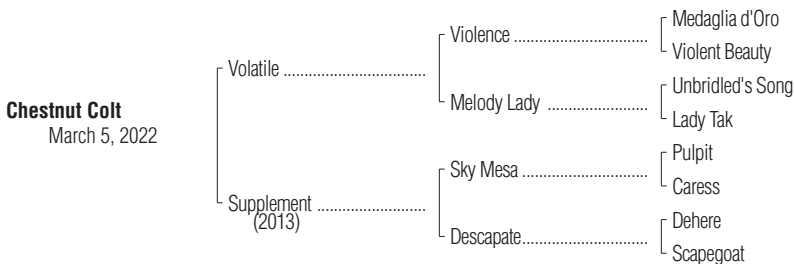 Chestnut Colt
March 5, 2022
Volatile
Supplement
(2013)
Violence
Melody Lady
Sky Mesa
Descapate
Medaglia d'Oro
Violent Beauty
Unbridled's Song
Lady Tak
Pulpit
Caress
Dehere
Scapegoat